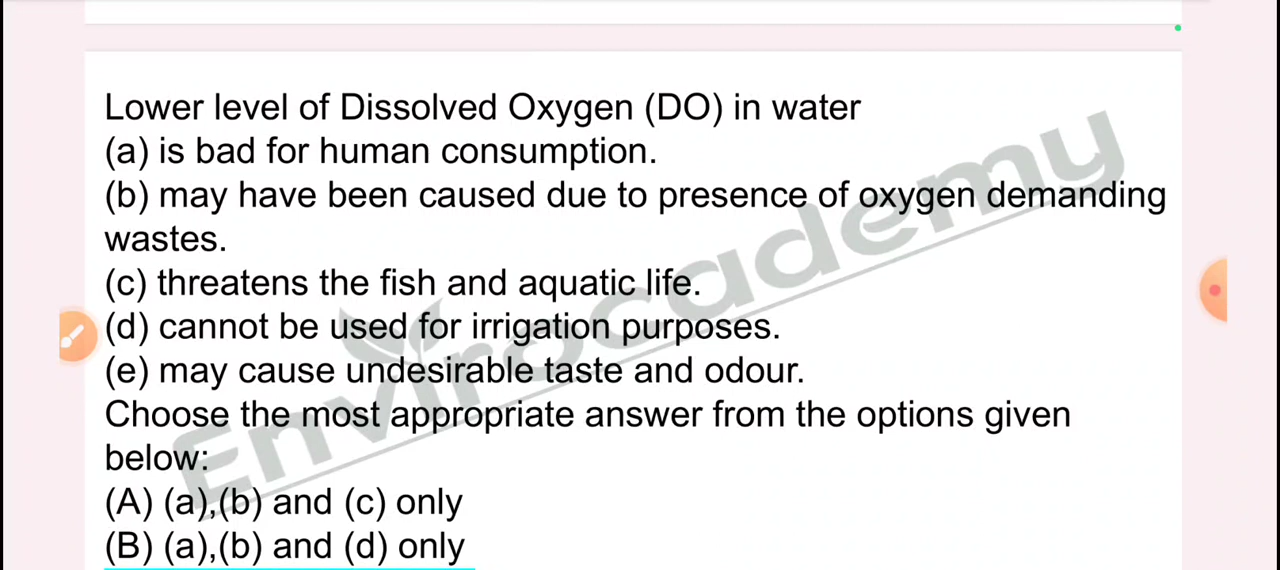 Lower level of Dissolved Oxygen (DO) in water
(a) is bad for human consumption.
(b) may have been caused due to presence of oxygen demanding
wastes.
(c) threatens the fish and aquatic life.
(d) cannot be used for irrigation purposes.
(e) may cause undesirable taste and odour.
Choose the most appropriate answer from the options given
below:
(A) (a),(b) and (c) only
(B) (a),(b) and (d) only
Envirocademy